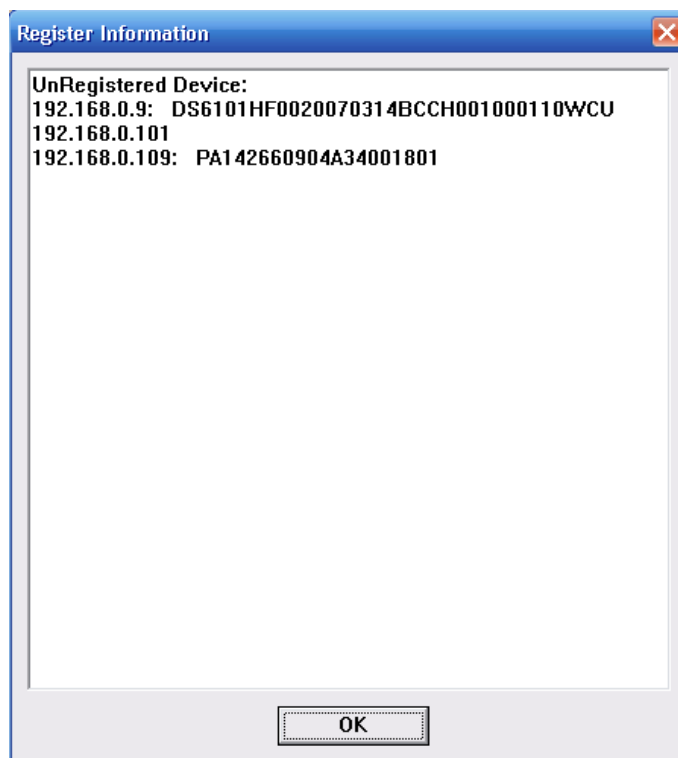 Register Information
UnRegistered Device:
192.168.0.9:   DS6101HF0020070314BCCH001000110WCU
192.168.0.101
192.168.0.109:   PA142660904A34001801
OK